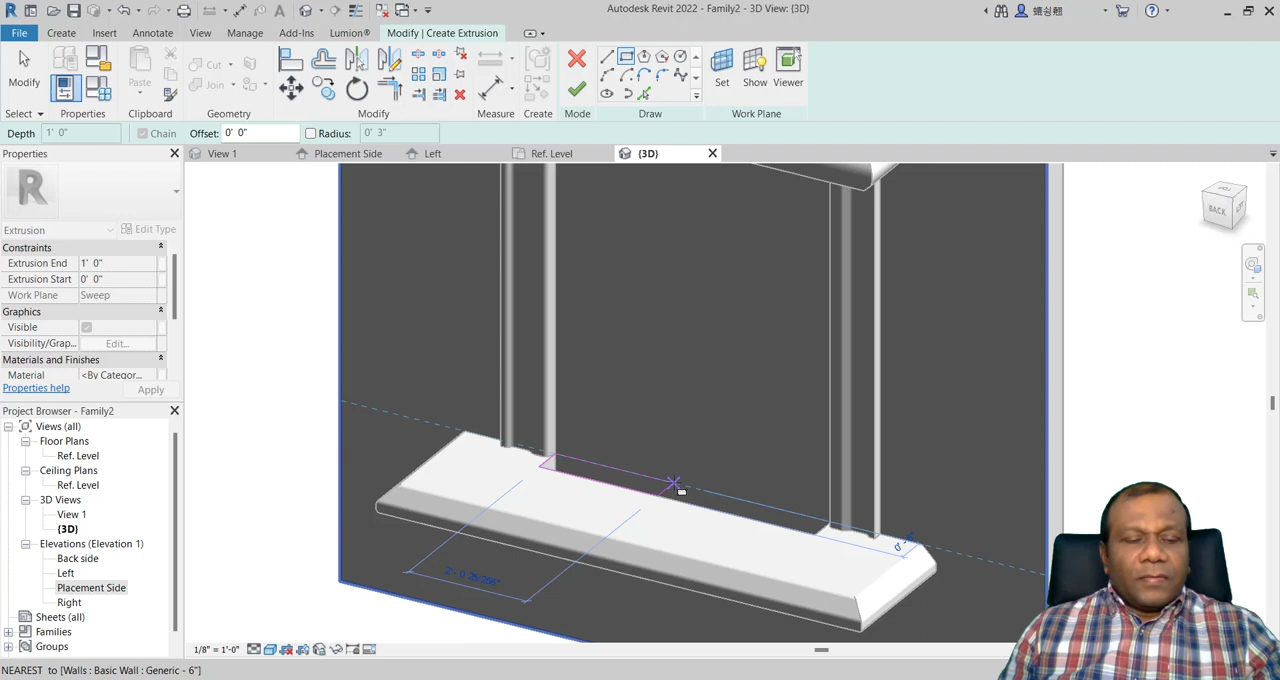 Autodesk Revit 2022 - Family2 - 3D View: {3D}
File Create Insert Annotate View Manage Add-Ins Lumion® Modify | Create Extrusion
Modify
Paste
Cut
Join
Set Show Viewer
Select Properties Clipboard Geometry Modify Measure Create Mode Draw Work Plane
Depth 1' 0" Chain Offset: 0' 0" Radius: 0' 3"
Properties
View 1 Placement Side Left Ref. Level {3D}
Extrusion Edit Type
Constraints
Extrusion End 1' 0"
Extrusion Start 0' 0"
Work Plane Sweep
Graphics
Visible
Visibility/Grap... Edit...
Materials and Finishes
Material <By Categor...
Properties help Apply
Project Browser - Family2
Views (all)
Floor Plans
Ref. Level
Ceiling Plans
Ref. Level
3D Views
View 1
{3D}
Elevations (Elevation 1)
Back side
Left
Placement Side
Right
Sheets (all)
Families
Groups
BACK
LEFT
1/8" = 1'-0"
NEAREST to [Walls : Basic Wall : Generic - 6"]